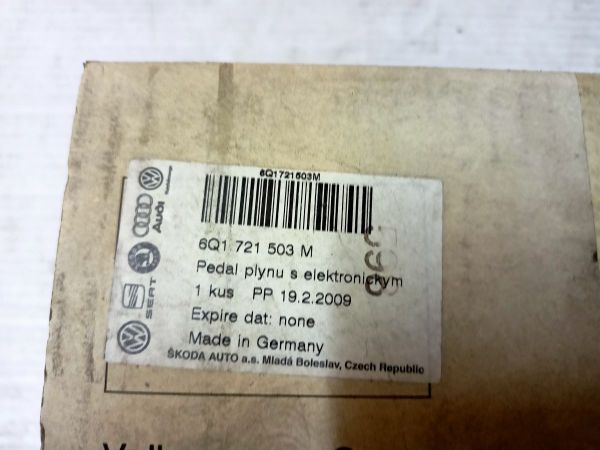 6Q1721503M
6Q1 721 503 M
Pedal plynu s elektronickym
1 kus PP 19.2.2009
Expire dat: none
Made in Germany
ŠKODA AUTO a.s. Mladá Boleslav, Czech Republic
Audi
SEAT